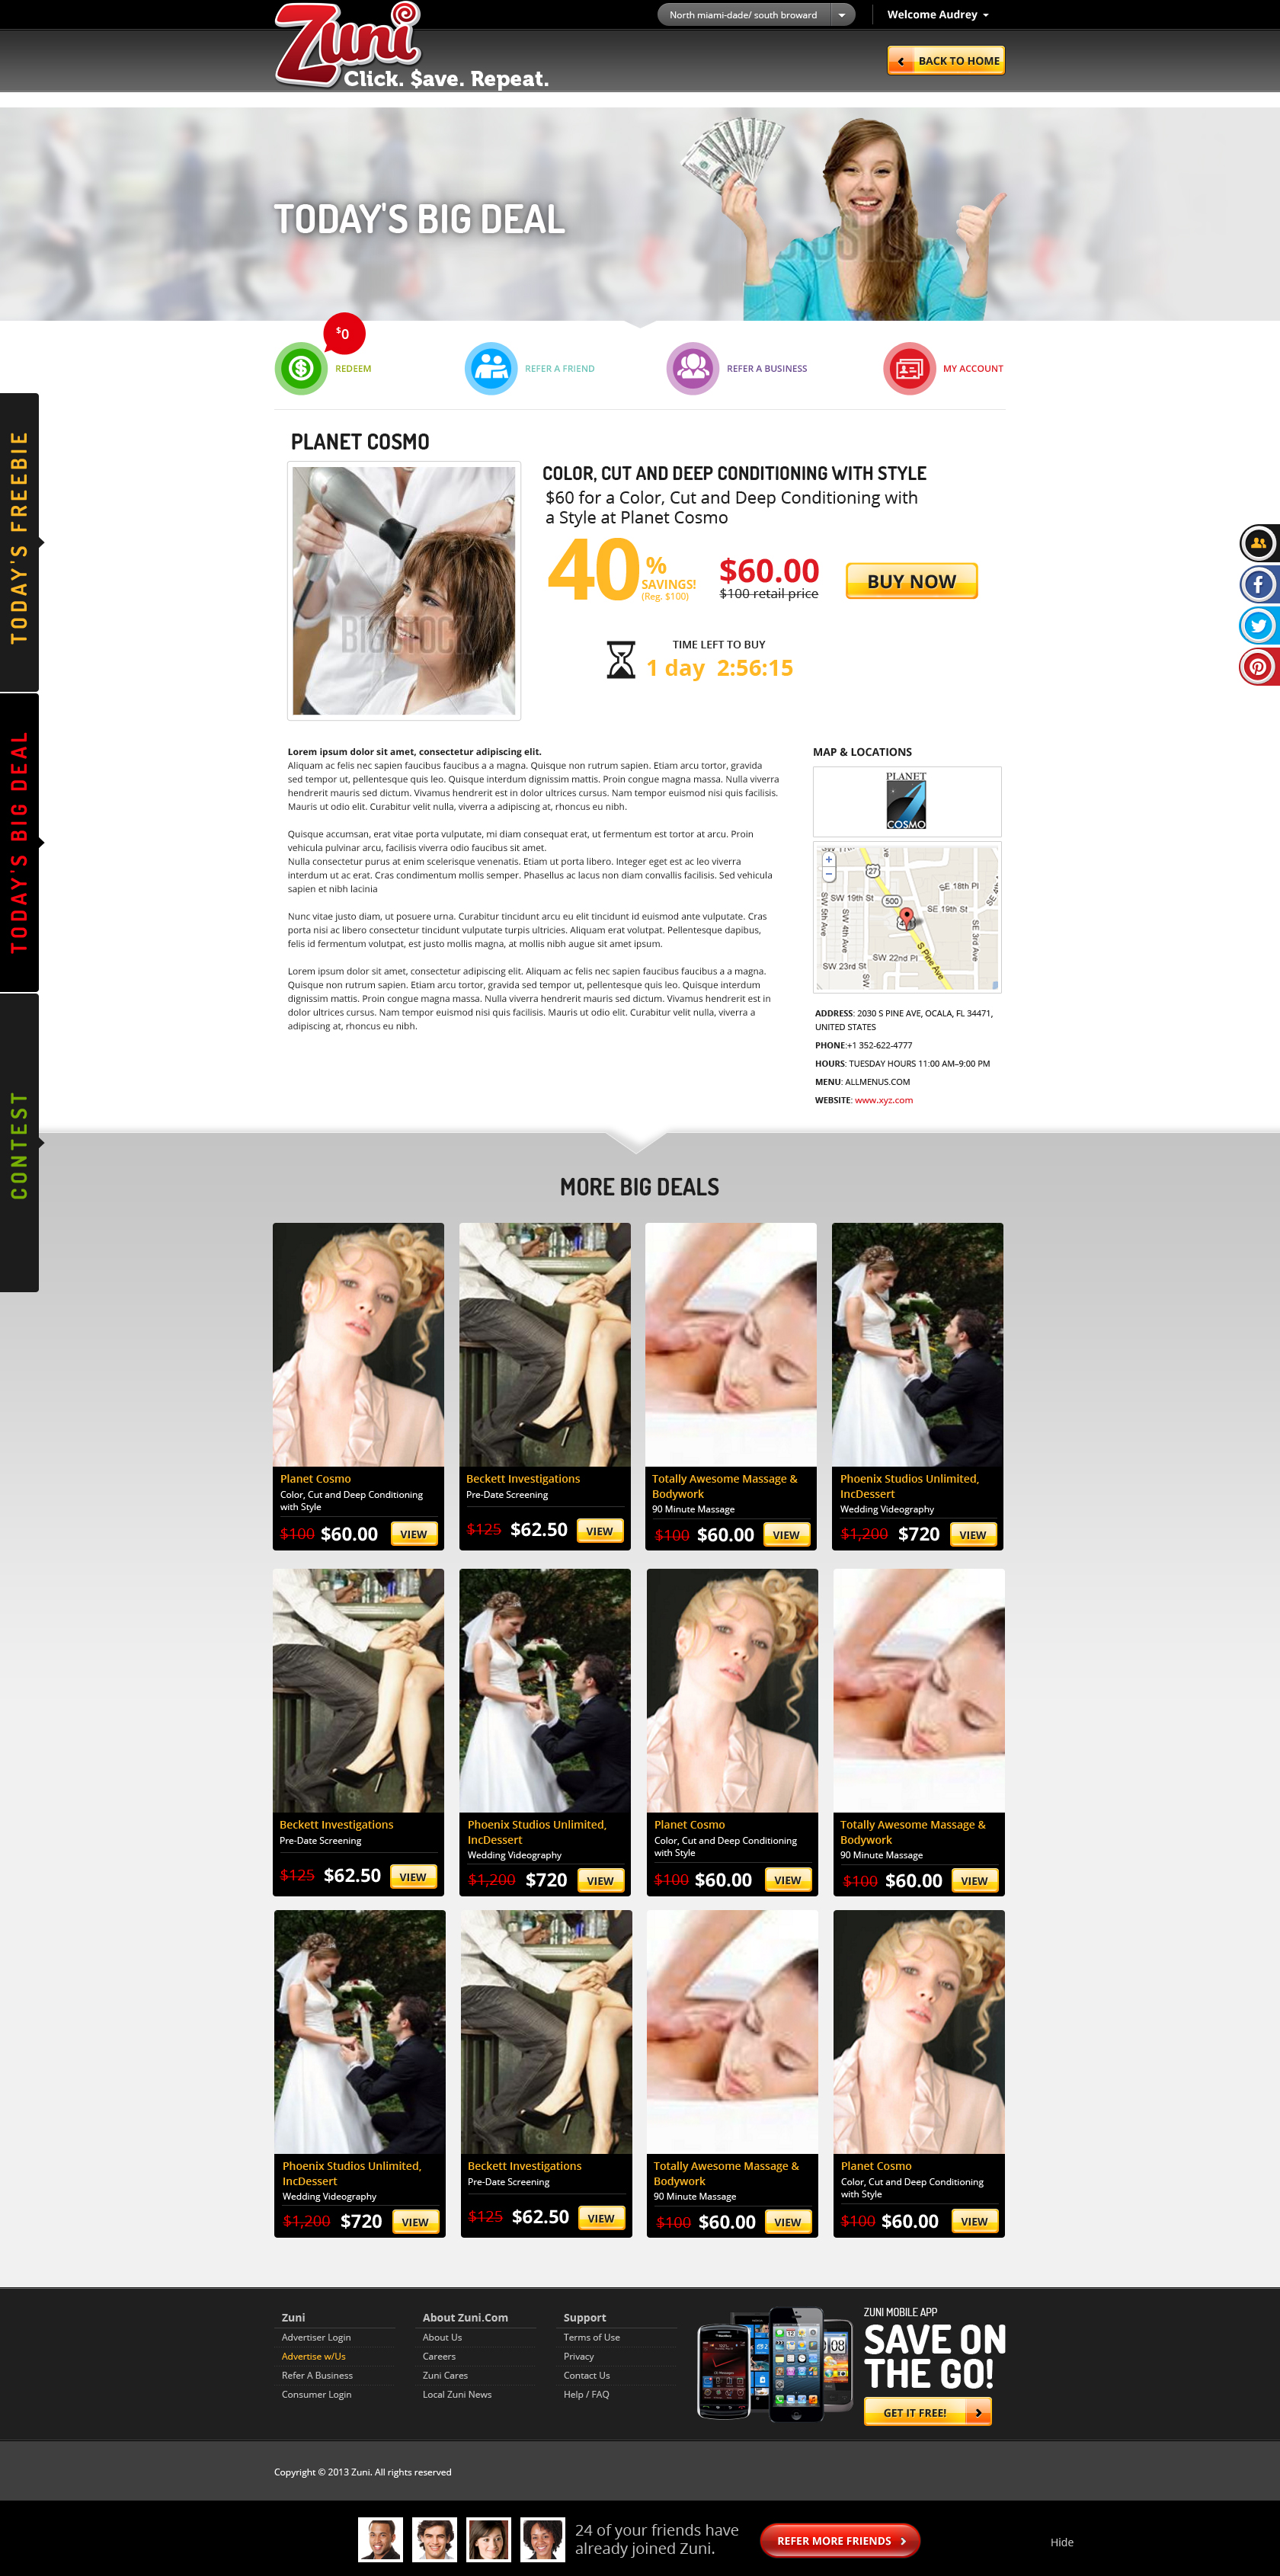 North miami-dade/ south broward
Welcome Audrey
Zuni
Click. $ave. Repeat.
BACK TO HOME
TODAY'S BIG DEAL
BIGSTOCK
$0
REDEEM
REFER A FRIEND
REFER A BUSINESS
MY ACCOUNT
TODAY'S FREEBIE
TODAY'S BIG DEAL
CONTEST
PLANET COSMO
BIGSTOCK
COLOR, CUT AND DEEP CONDITIONING WITH STYLE
$60 for a Color, Cut and Deep Conditioning with
a Style at Planet Cosmo
40%
SAVINGS!
(Reg. $100)
$60.00
$100 retail price
BUY NOW
TIME LEFT TO BUY
1 day 2:56:15
Lorem ipsum dolor sit amet, consectetur adipiscing elit.
Aliquam ac felis nec sapien faucibus faucibus a a magna. Quisque non rutrum sapien. Etiam arcu tortor, gravida
sed tempor ut, pellentesque quis leo. Quisque interdum dignissim mattis. Proin congue magna massa. Nulla viverra
hendrerit mauris sed dictum. Vivamus hendrerit est in dolor ultrices cursus. Nam tempor euismod nisi quis facilisis.
Mauris ut odio elit. Curabitur velit nulla, viverra a adipiscing at, rhoncus eu nibh.
Quisque accumsan, erat vitae porta vulputate, mi diam consequat erat, ut fermentum est tortor at arcu. Proin
vehicula pulvinar arcu, facilisis viverra odio faucibus sit amet.
Nulla consectetur purus at enim scelerisque venenatis. Etiam ut porta libero. Integer eget est ac leo viverra
interdum ut ac erat. Cras condimentum mollis semper. Phasellus ac lacus non diam convallis facilisis. Sed vehicula
sapien et nibh lacinia
Nunc vitae justo diam, ut posuere urna. Curabitur tincidunt arcu eu elit tincidunt id euismod ante vulputate. Cras
porta nisi ac libero consectetur tincidunt vulputate turpis ultricies. Aliquam erat volutpat. Pellentesque dapibus,
felis id fermentum volutpat, est justo mollis magna, at mollis nibh augue sit amet ipsum.
Lorem ipsum dolor sit amet, consectetur adipiscing elit. Aliquam ac felis nec sapien faucibus faucibus a a magna.
Quisque non rutrum sapien. Etiam arcu tortor, gravida sed tempor ut, pellentesque quis leo. Quisque interdum
dignissim mattis. Proin congue magna massa. Nulla viverra hendrerit mauris sed dictum. Vivamus hendrerit est in
dolor ultrices cursus. Nam tempor euismod nisi quis facilisis. Mauris ut odio elit. Curabitur velit nulla, viverra a
adipiscing at, rhoncus eu nibh.
MAP & LOCATIONS
PLANET
COSMO
27
SE 18th Pl
SW 19th St
500
SE 19th St
SW 5th Ave
SW 4th Ave
SE 3rd Ave
S Pine Ave
SW 22nd Pl
SW 23rd St
SW
ADDRESS: 2030 S PINE AVE, OCALA, FL 34471,
UNITED STATES
PHONE:+1 352-622-4777
HOURS: TUESDAY HOURS 11:00 AM–9:00 PM
MENU: ALLMENUS.COM
WEBSITE: www.xyz.com
MORE BIG DEALS
Planet Cosmo
Color, Cut and Deep Conditioning
with Style
$100 $60.00 VIEW
Beckett Investigations
Pre-Date Screening
$125 $62.50 VIEW
Totally Awesome Massage &
Bodywork
90 Minute Massage
$100 $60.00 VIEW
Phoenix Studios Unlimited,
IncDessert
Wedding Videography
$1,200 $720 VIEW
Beckett Investigations
Pre-Date Screening
$125 $62.50 VIEW
Phoenix Studios Unlimited,
IncDessert
Wedding Videography
$1,200 $720 VIEW
Planet Cosmo
Color, Cut and Deep Conditioning
with Style
$100 $60.00 VIEW
Totally Awesome Massage &
Bodywork
90 Minute Massage
$100 $60.00 VIEW
Phoenix Studios Unlimited,
IncDessert
Wedding Videography
$1,200 $720 VIEW
Beckett Investigations
Pre-Date Screening
$125 $62.50 VIEW
Totally Awesome Massage &
Bodywork
90 Minute Massage
$100 $60.00 VIEW
Planet Cosmo
Color, Cut and Deep Conditioning
with Style
$100 $60.00 VIEW
Zuni
Advertiser Login
Advertise w/Us
Refer A Business
Consumer Login
About Zuni.Com
About Us
Careers
Zuni Cares
Local Zuni News
Support
Terms of Use
Privacy
Contact Us
Help / FAQ
ZUNI MOBILE APP
SAVE ON
THE GO!
GET IT FREE!
Copyright © 2013 Zuni. All rights reserved
24 of your friends have
already joined Zuni.
REFER MORE FRIENDS
Hide